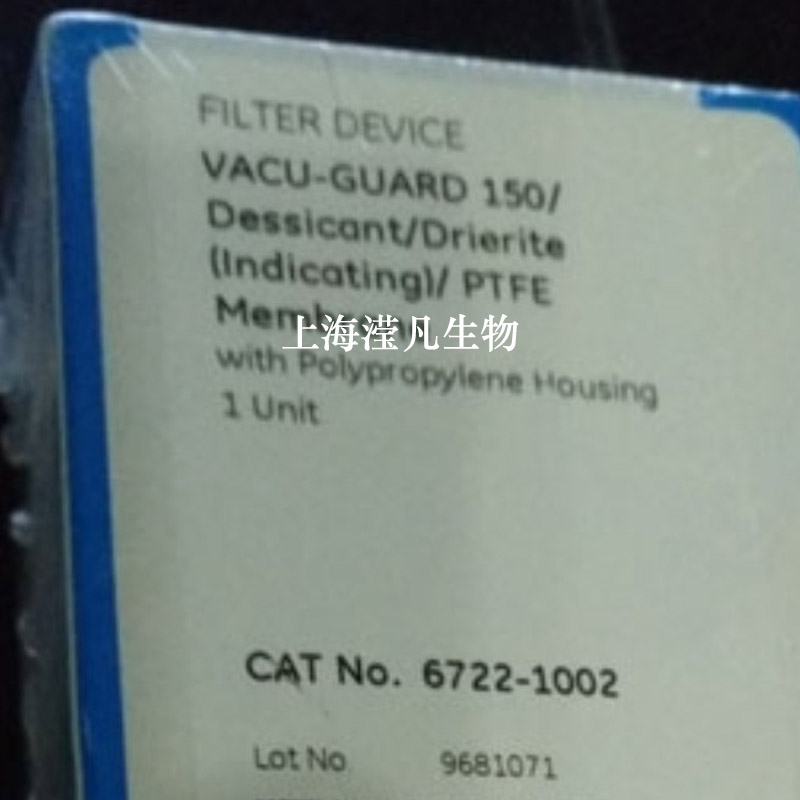 FILTER DEVICE
VACU-GUARD 150/
Dessicant/Drierite
(Indicating)/ PTFE
上海滢凡生物
with Polypropylene Housing
1 Unit
CAT No. 6722-1002
Lot No 9681071